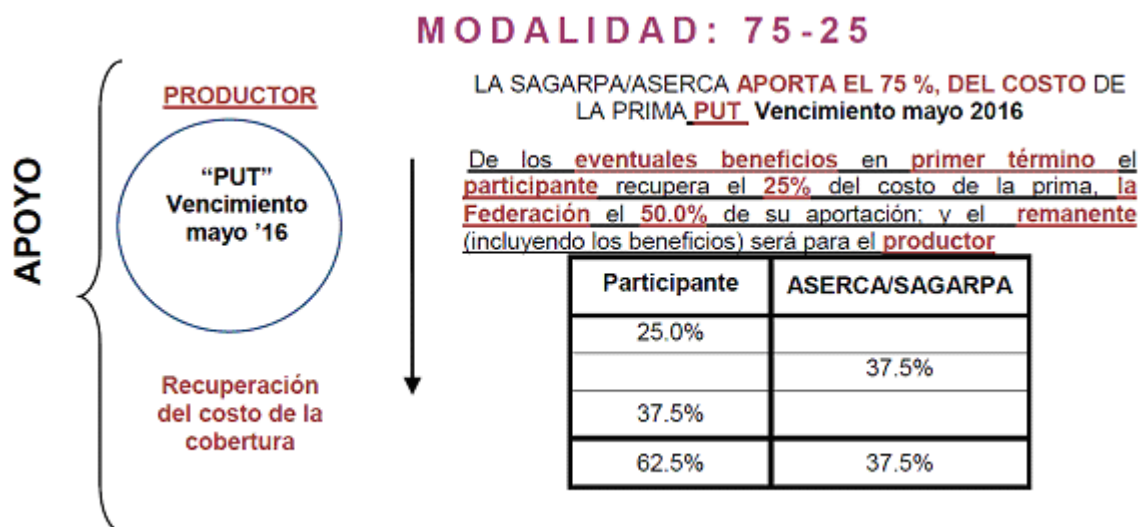 MODALIDAD: 75-25
APOYO
PRODUCTOR
“PUT”
Vencimiento
mayo ’16
Recuperación
del costo de la
cobertura
LA SAGARPA/ASERCA APORTA EL 75 %, DEL COSTO DE
LA PRIMA PUT Vencimiento mayo 2016
De los eventuales beneficios en primer término el
participante recupera el 25% del costo de la prima, la
Federación el 50.0% de su aportación; y el remanente
(incluyendo los beneficios) será para el productor
Participante ASERCA/SAGARPA
25.0%
37.5%
37.5%
62.5% 37.5%